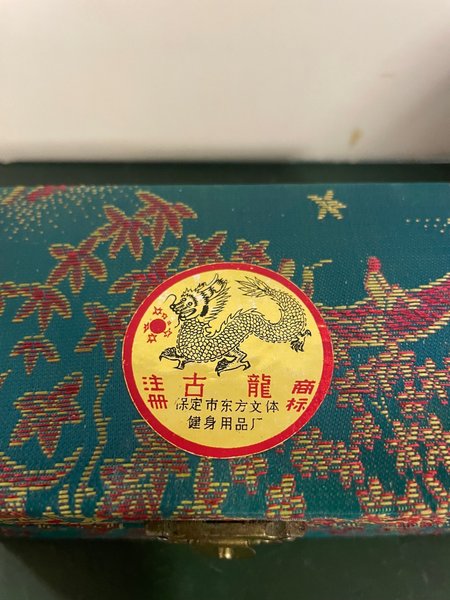 注册 古龍 商标
保定市东方文体
健身用品厂